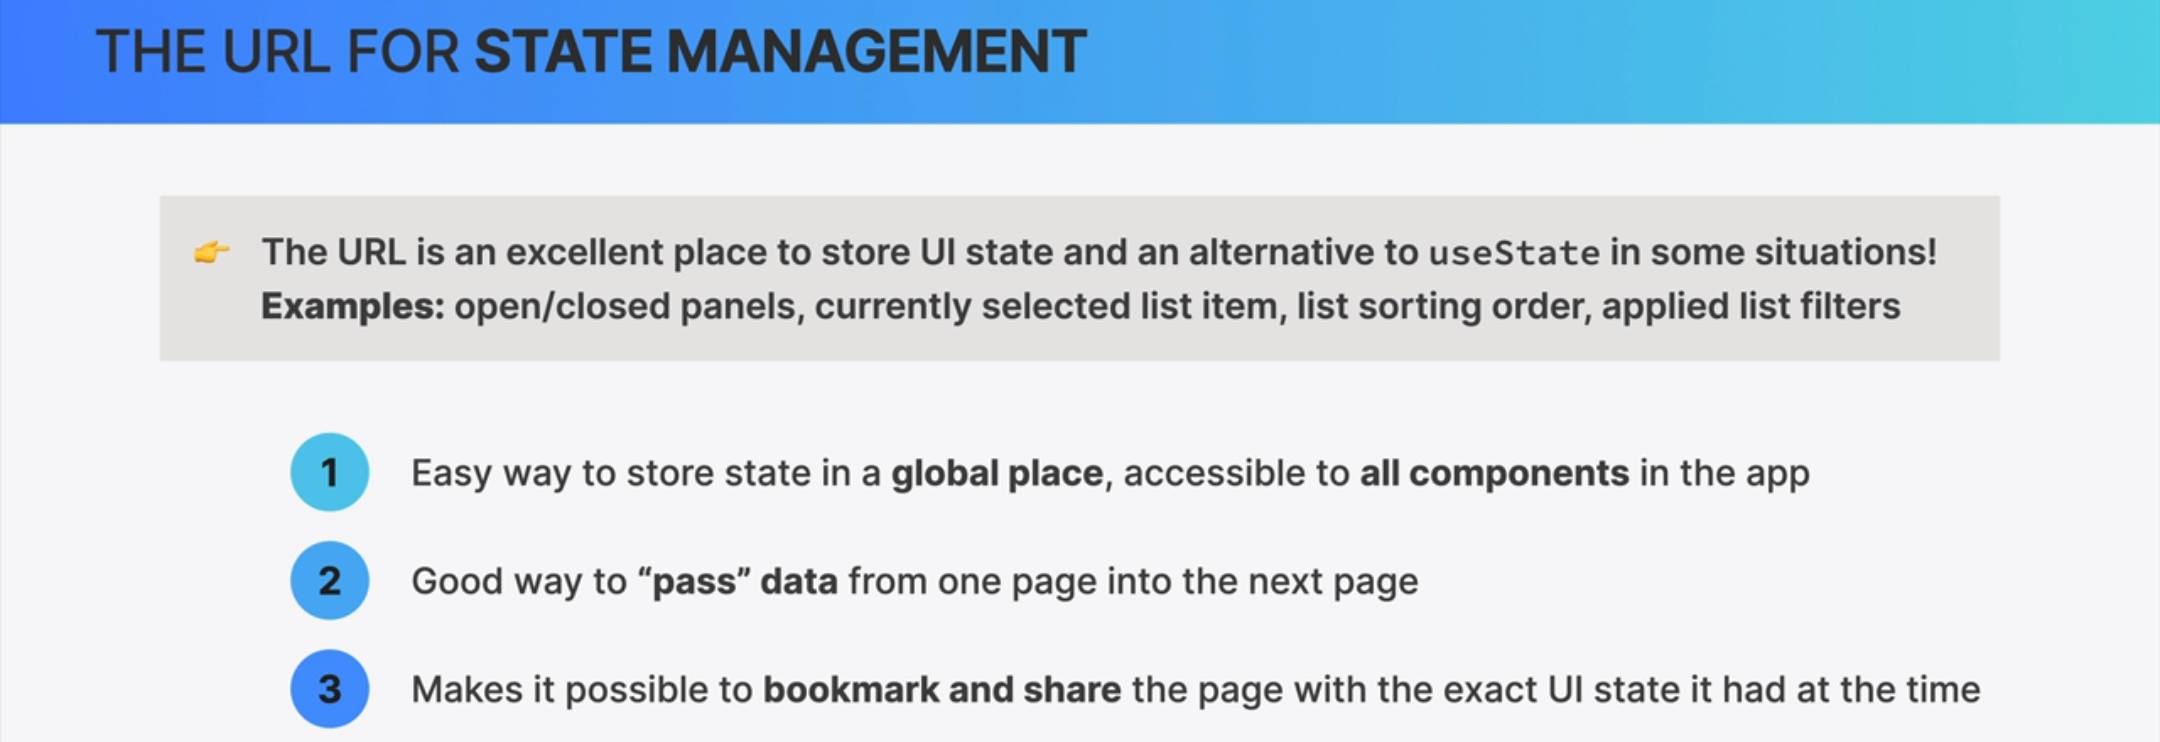 THE URL FOR STATE MANAGEMENT
👉 The URL is an excellent place to store UI state and an alternative to useState in some situations!
Examples: open/closed panels, currently selected list item, list sorting order, applied list filters
1 Easy way to store state in a global place, accessible to all components in the app
2 Good way to “pass” data from one page into the next page
3 Makes it possible to bookmark and share the page with the exact UI state it had at the time